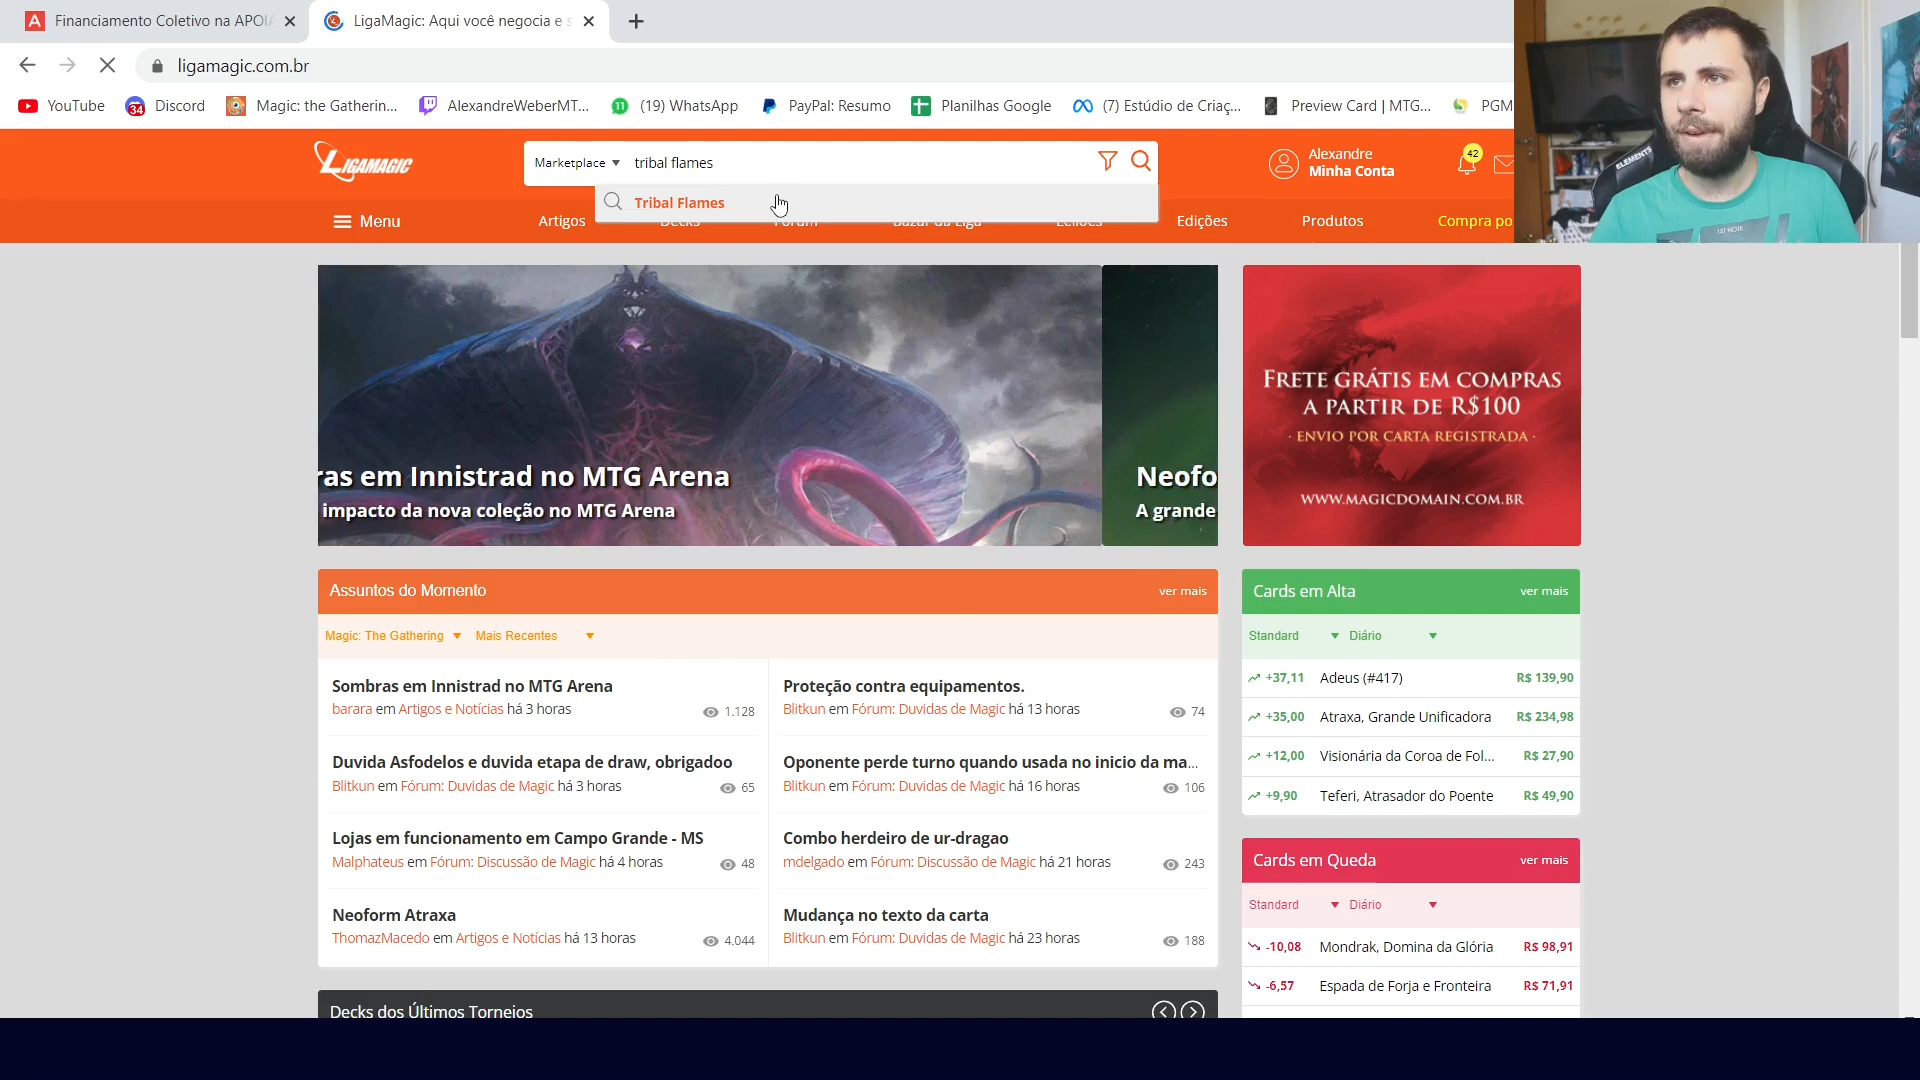 Financiamento Coletivo na APOIA
LigaMagic: Aqui você negocia e s
ligamagic.com.br
YouTube
34
Discord
Magic: the Gatherin...
AlexandreWeberMT...
11
(19) WhatsApp
PayPal: Resumo
Planilhas Google
(7) Estúdio de Criaç...
Preview Card | MTG...
PGM
LIGAMAGIC
Marketplace
tribal flames
Tribal Flames
Alexandre
Minha Conta
42
Menu
Artigos
Decks
Fórum
Bazar da Liga
Leilões
Edições
Produtos
Compra po
ELEMENTS
ras em Innistrad no MTG Arena
impacto da nova coleção no MTG Arena
Neofo
A grande
FRETE GRÁTIS EM COMPRAS
A PARTIR DE R$100
· ENVIO POR CARTA REGISTRADA ·
WWW.MAGICDOMAIN.COM.BR
Assuntos do Momento
ver mais
Magic: The Gathering
Mais Recentes
Sombras em Innistrad no MTG Arena
barara em Artigos e Notícias há 3 horas
1.128
Duvida Asfodelos e duvida etapa de draw, obrigadoo
Blitkun em Fórum: Duvidas de Magic há 3 horas
65
Lojas em funcionamento em Campo Grande - MS
Malphateus em Fórum: Discussão de Magic há 4 horas
48
Neoform Atraxa
ThomazMacedo em Artigos e Notícias há 13 horas
4.044
Proteção contra equipamentos.
Blitkun em Fórum: Duvidas de Magic há 13 horas
74
Oponente perde turno quando usada no inicio da ma...
Blitkun em Fórum: Duvidas de Magic há 16 horas
106
Combo herdeiro de ur-dragao
mdelgado em Fórum: Discussão de Magic há 21 horas
243
Mudança no texto da carta
Blitkun em Fórum: Duvidas de Magic há 23 horas
188
Cards em Alta
ver mais
Standard
Diário
+37,11 Adeus (#417) R$ 139,90
+35,00 Atraxa, Grande Unificadora R$ 234,98
+12,00 Visionária da Coroa de Fol... R$ 27,90
+9,90 Teferi, Atrasador do Poente R$ 49,90
Cards em Queda
ver mais
Standard
Diário
-10,08 Mondrak, Domina da Glória R$ 98,91
-6,57 Espada de Forja e Fronteira R$ 71,91
Decks dos Últimos Torneios